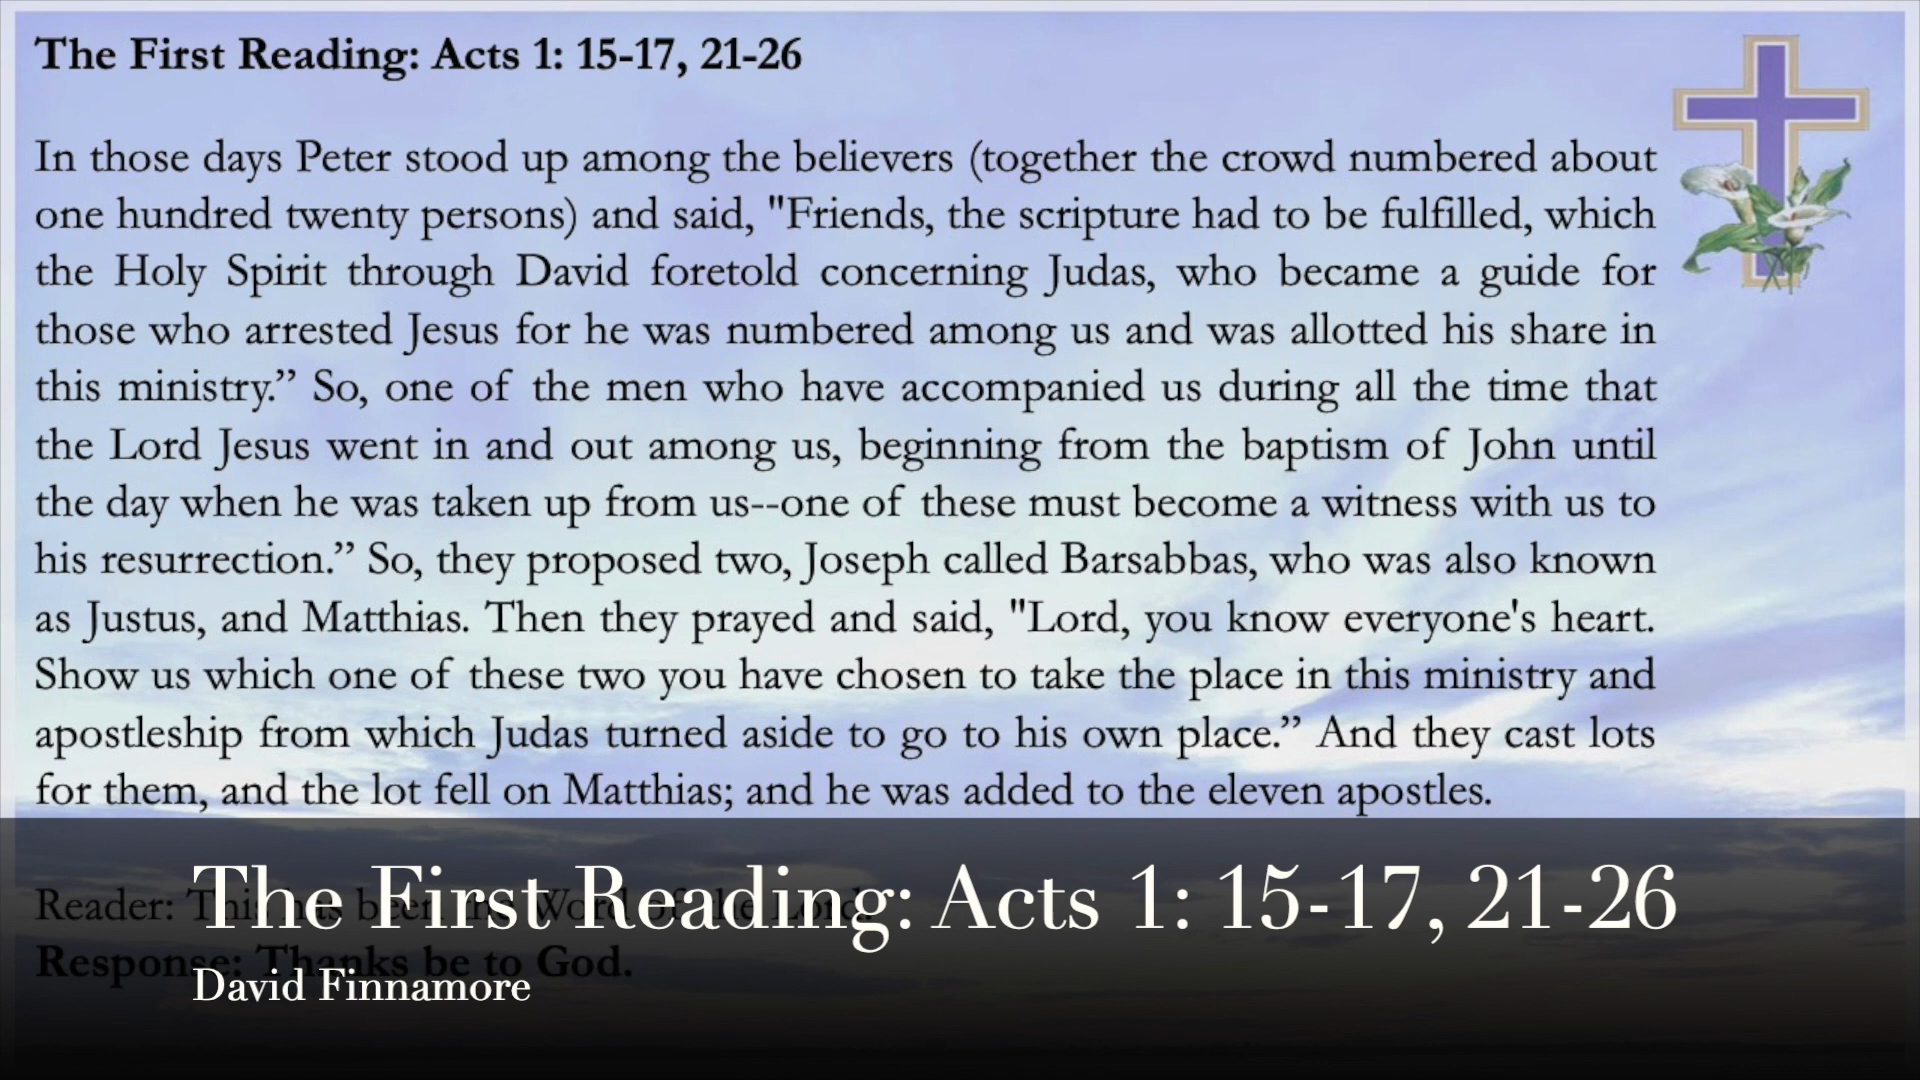 The First Reading: Acts 1: 15-17, 21-26
In those days Peter stood up among the believers (together the crowd numbered about
one hundred twenty persons) and said, "Friends, the scripture had to be fulfilled, which
the Holy Spirit through David foretold concerning Judas, who became a guide for
those who arrested Jesus for he was numbered among us and was allotted his share in
this ministry.” So, one of the men who have accompanied us during all the time that
the Lord Jesus went in and out among us, beginning from the baptism of John until
the day when he was taken up from us--one of these must become a witness with us to
his resurrection.” So, they proposed two, Joseph called Barsabbas, who was also known
as Justus, and Matthias. Then they prayed and said, "Lord, you know everyone's heart.
Show us which one of these two you have chosen to take the place in this ministry and
apostleship from which Judas turned aside to go to his own place.” And they cast lots
for them, and the lot fell on Matthias; and he was added to the eleven apostles.
Reader: This has been the Word of the Lord.
Response: Thanks be to God.
The First Reading: Acts 1: 15-17, 21-26
David Finnamore